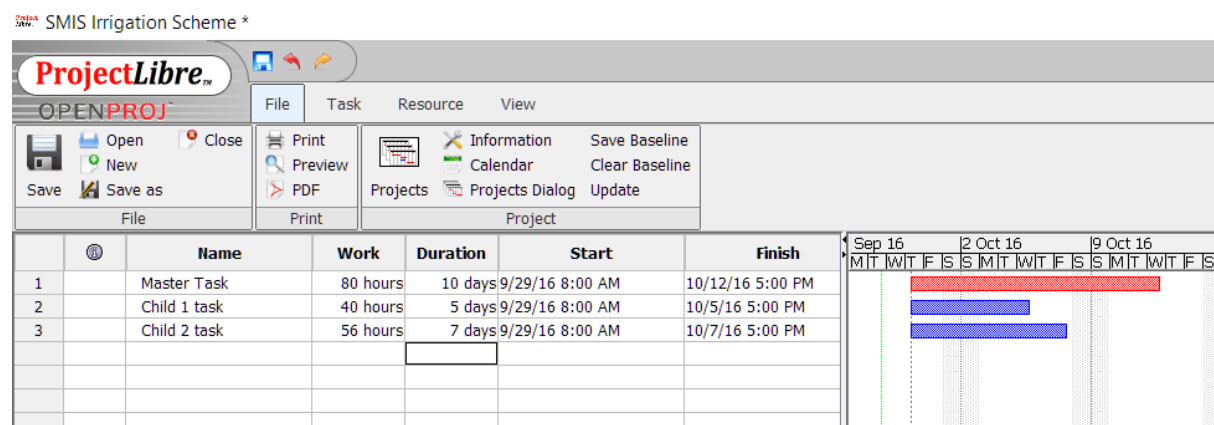 SMIS Irrigation Scheme *
ProjectLibre™
OPENPROJ
File Task Resource View
Save Open New Save as Close
File
Print Preview PDF
Print
Projects Information Calendar Projects Dialog Save Baseline Clear Baseline Update
Project
Name Work Duration Start Finish
Sep 16 2 Oct 16 9 Oct 16
M T W T F S S M T W T F S S M T W T F S
1 Master Task 80 hours 10 days 9/29/16 8:00 AM 10/12/16 5:00 PM
2 Child 1 task 40 hours 5 days 9/29/16 8:00 AM 10/5/16 5:00 PM
3 Child 2 task 56 hours 7 days 9/29/16 8:00 AM 10/7/16 5:00 PM